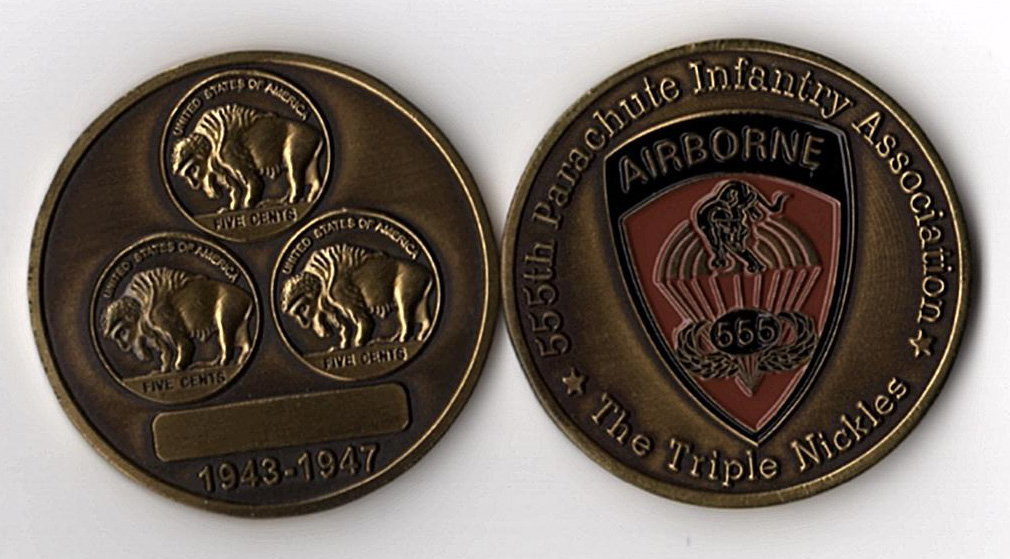 UNITED STATES OF AMERICA
FIVE CENTS
UNITED STATES OF AMERICA
FIVE CENTS
UNITED STATES OF AMERICA
FIVE CENTS
1943-1947
555th Parachute Infantry Association
AIRBORNE
555
The Triple Nickles